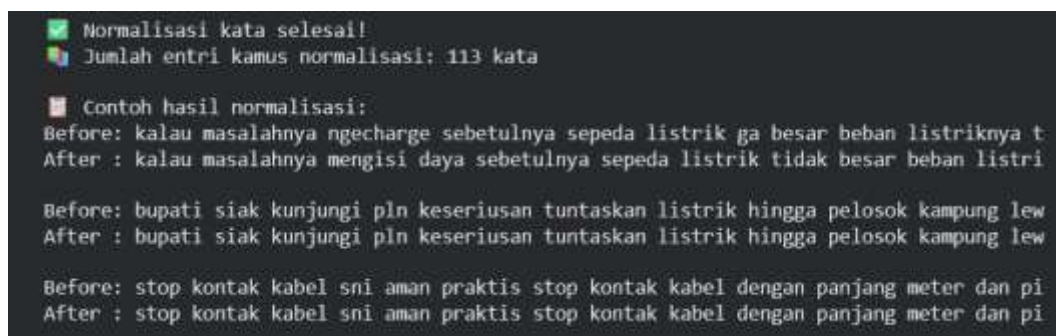 ✅ Normalisasi kata selesai!
📚 Jumlah entri kamus normalisasi: 113 kata
📋 Contoh hasil normalisasi:
Before: kalau masalahnya ngecharge sebetulnya sepeda listrik ga besar beban listriknya t
After : kalau masalahnya mengisi daya sebetulnya sepeda listrik tidak besar beban listri
Before: bupati siak kunjungi pln keseriusan tuntaskan listrik hingga pelosok kampung lew
After : bupati siak kunjungi pln keseriusan tuntaskan listrik hingga pelosok kampung lew
Before: stop kontak kabel sni aman praktis stop kontak kabel dengan panjang meter dan pi
After : stop kontak kabel sni aman praktis stop kontak kabel dengan panjang meter dan pi